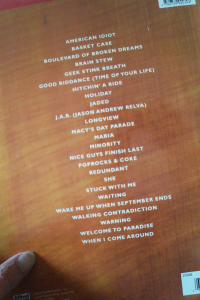 AMERICAN IDIOT
BASKET CASE
BOULEVARD OF BROKEN DREAMS
BRAIN STEW
GEEK STINK BREATH
GOOD RIDDANCE (TIME OF YOUR LIFE)
HITCHIN' A RIDE
HOLIDAY
JADED
J.A.R. (JASON ANDREW RELVA)
LONGVIEW
MACY'S DAY PARADE
MARIA
MINORITY
NICE GUYS FINISH LAST
POPROCKS & COKE
REDUNDANT
SHE
STUCK WITH ME
WAITING
WAKE ME UP WHEN SEPTEMBER ENDS
WALKING CONTRADICTION
WARNING
WELCOME TO PARADISE
WHEN I COME AROUND